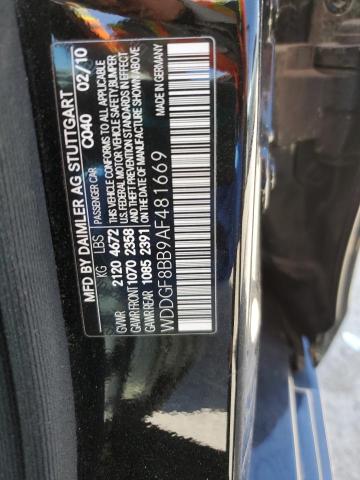 MFD BY DAIMLER AG STUTTGART
C040 02/10
KG LBS PASSENGER CAR
GVWR 2120 4672
GAWR FRONT 1070 2358
GAWR REAR 1085 2391
THIS VEHICLE CONFORMS TO ALL APPLICABLE
U.S. FEDERAL MOTOR VEHICLE SAFETY/BUMPER
AND THEFT PREVENTION STANDARDS IN EFFECT
ON THE DATE OF MANUFACTURE SHOWN ABOVE
MADE IN GERMANY
WDDGF8BB9AF481669